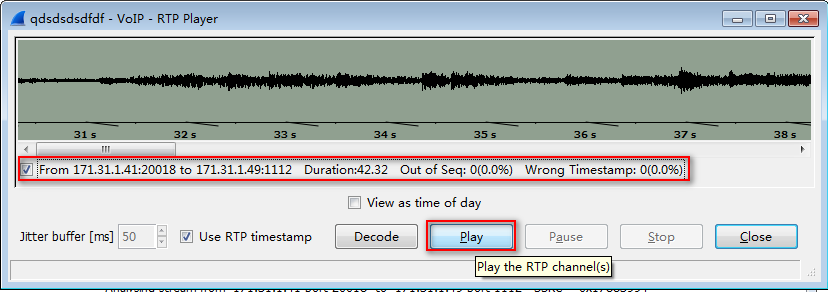 qdsdsdsdfdf - VoIP - RTP Player
31 s 32 s 33 s 34 s 35 s 36 s 37 s 38 s
From 171.31.1.41:20018 to 171.31.1.49:1112 Duration:42.32 Out of Seq: 0(0.0%) Wrong Timestamp: 0(0.0%)
View as time of day
Jitter buffer [ms] 50 Use RTP timestamp Decode Play Pause Stop Close
Play the RTP channel(s)